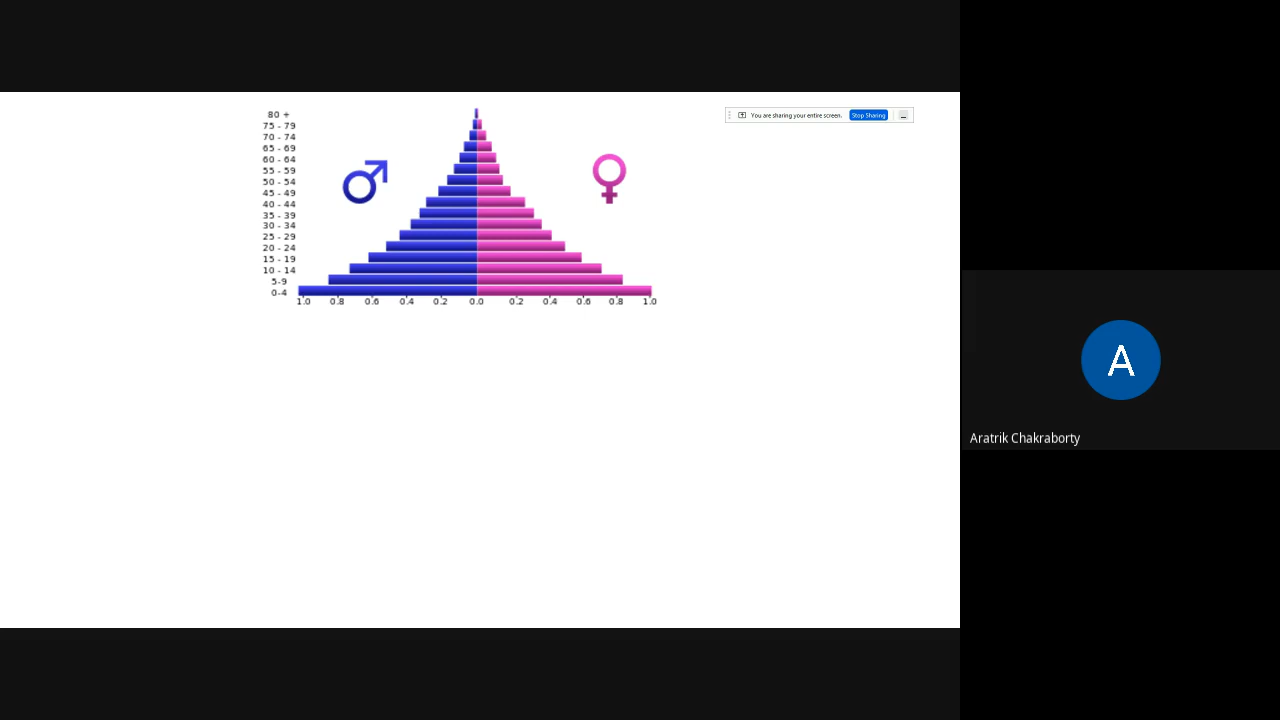 80 +
75 - 79
70 - 74
65 - 69
60 - 64
55 - 59
50 - 54
45 - 49
40 - 44
35 - 39
30 - 34
25 - 29
20 - 24
15 - 19
10 - 14
5-9
0-4
1.0 0.8 0.6 0.4 0.2 0.0 0.2 0.4 0.6 0.8 1.0
You are sharing your entire screen. Stop Sharing
A
Aratrik Chakraborty